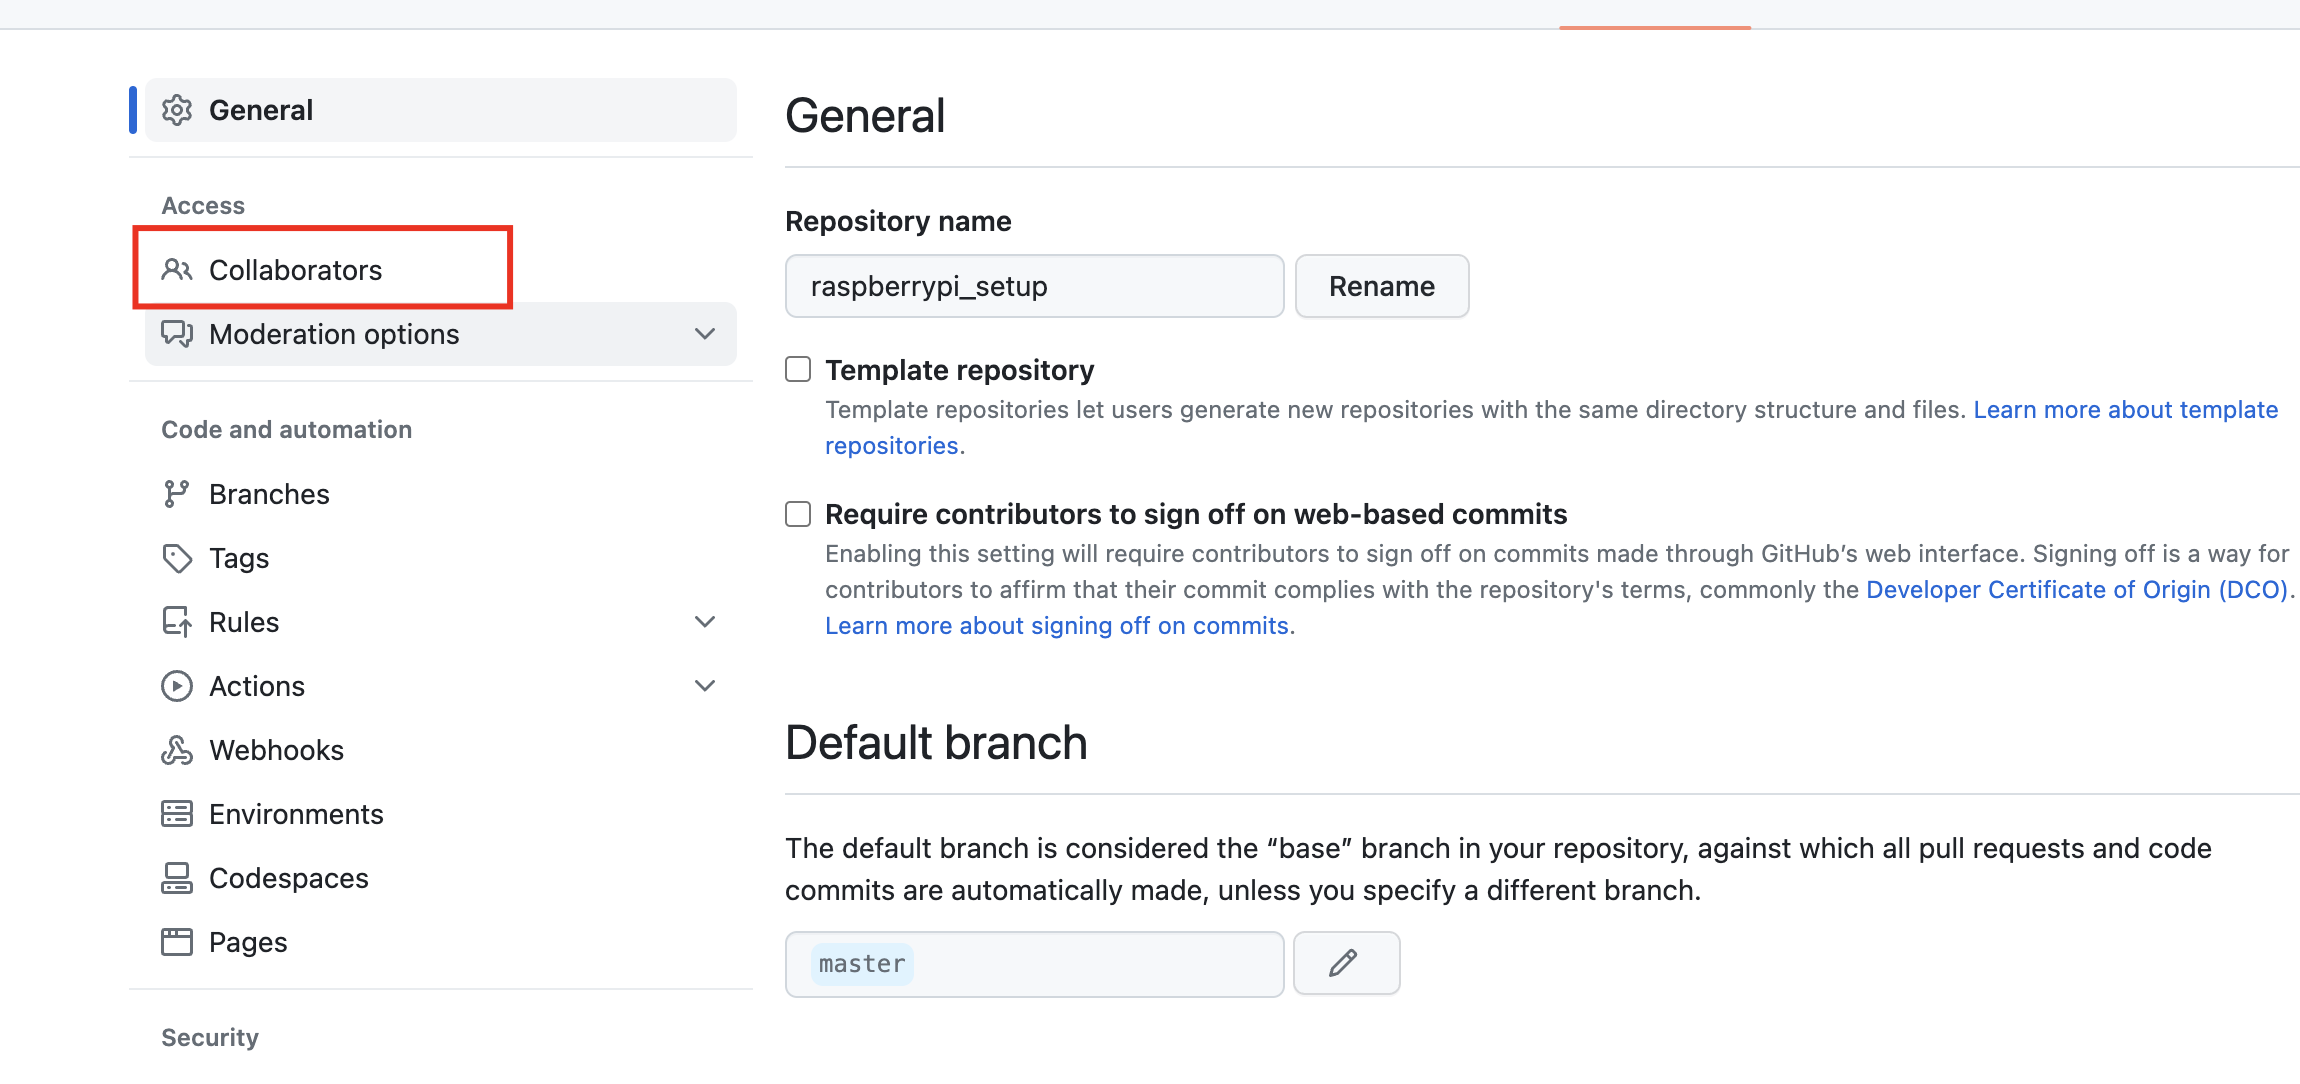 General
Access
Collaborators
Moderation options
Code and automation
Branches
Tags
Rules
Actions
Webhooks
Environments
Codespaces
Pages
Security
General
Repository name
raspberrypi_setup
Rename
Template repository
Template repositories let users generate new repositories with the same directory structure and files. Learn more about template
repositories.
Require contributors to sign off on web-based commits
Enabling this setting will require contributors to sign off on commits made through GitHub’s web interface. Signing off is a way for
contributors to affirm that their commit complies with the repository's terms, commonly the Developer Certificate of Origin (DCO).
Learn more about signing off on commits.
Default branch
The default branch is considered the “base” branch in your repository, against which all pull requests and code
commits are automatically made, unless you specify a different branch.
master